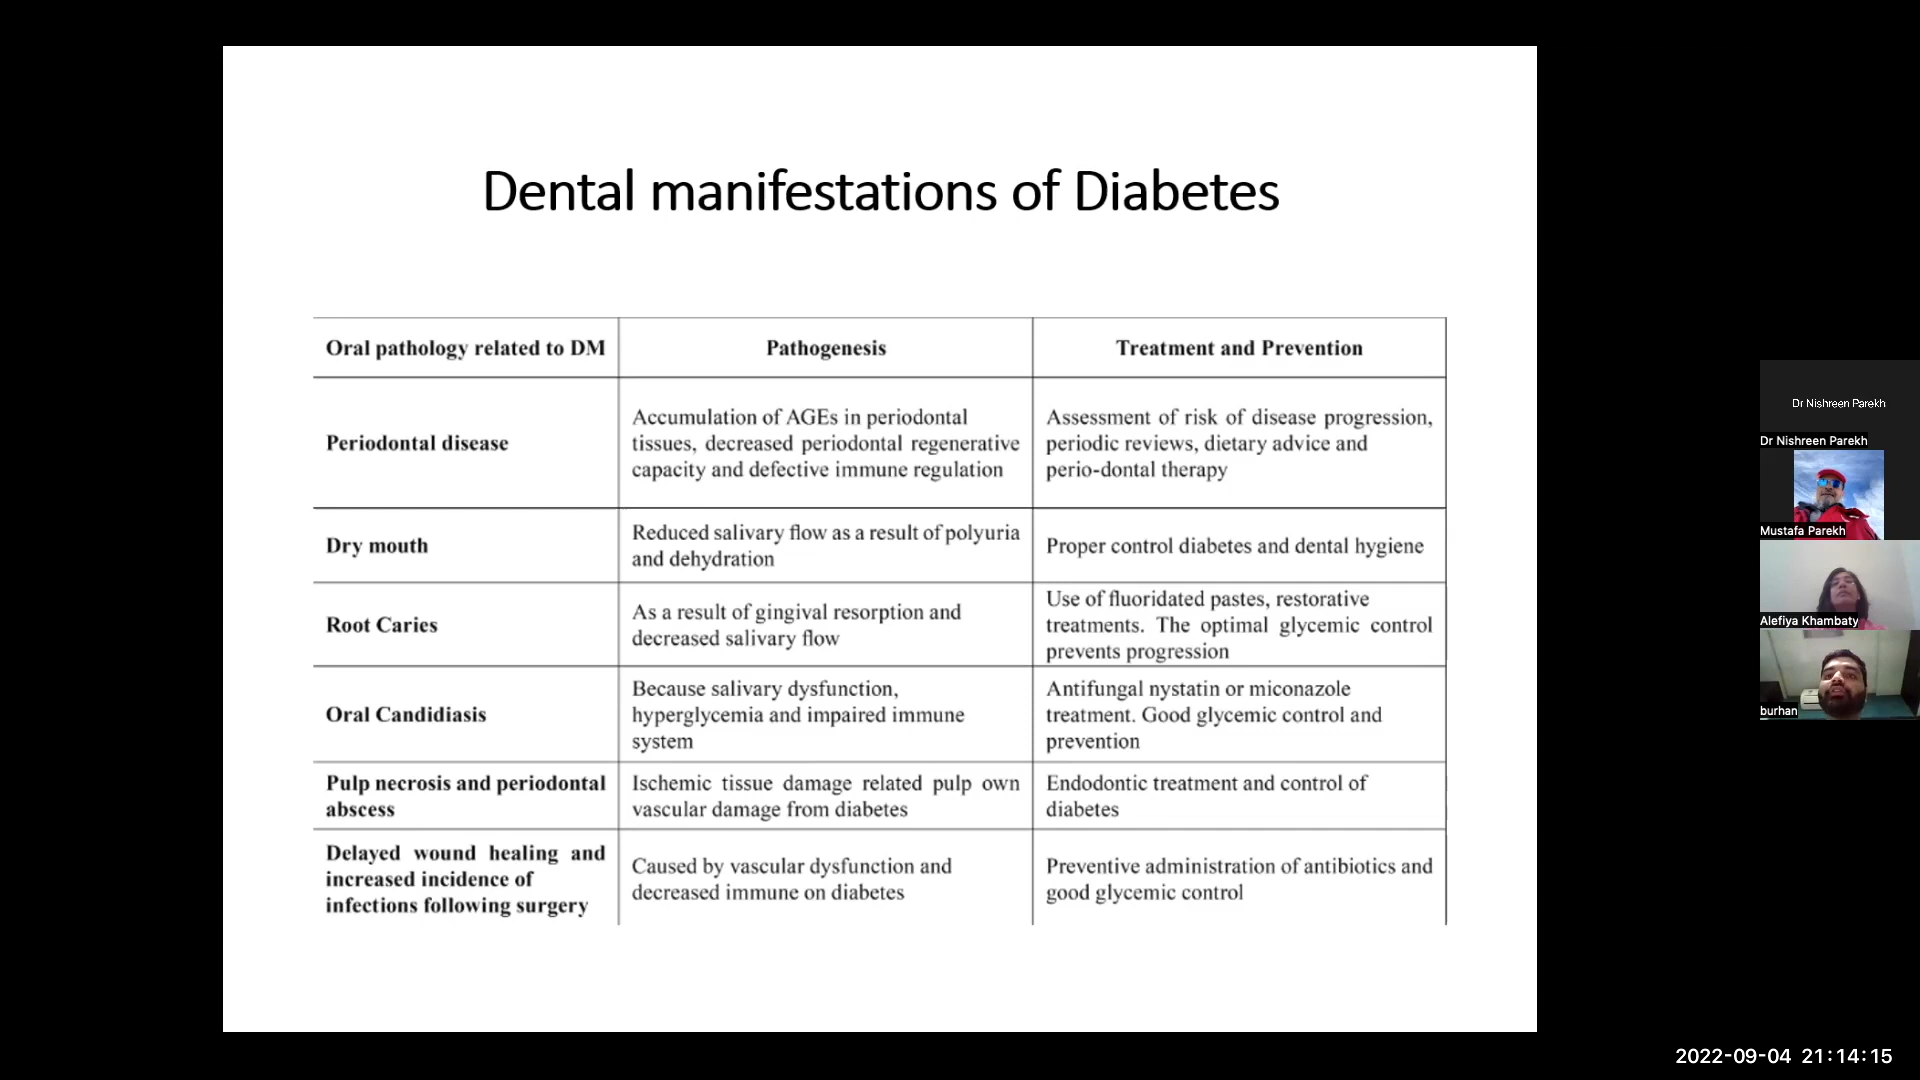 Dental manifestations of Diabetes
Oral pathology related to DM
Pathogenesis
Treatment and Prevention
Periodontal disease
Accumulation of AGEs in periodontal
tissues, decreased periodontal regenerative
capacity and defective immune regulation
Assessment of risk of disease progression,
periodic reviews, dietary advice and
perio-dontal therapy
Dry mouth
Reduced salivary flow as a result of polyuria
and dehydration
Proper control diabetes and dental hygiene
Root Caries
As a result of gingival resorption and
decreased salivary flow
Use of fluoridated pastes, restorative
treatments. The optimal glycemic control
prevents progression
Oral Candidiasis
Because salivary dysfunction,
hyperglycemia and impaired immune
system
Antifungal nystatin or miconazole
treatment. Good glycemic control and
prevention
Pulp necrosis and periodontal
abscess
Ischemic tissue damage related pulp own
vascular damage from diabetes
Endodontic treatment and control of
diabetes
Delayed wound healing and
increased incidence of
infections following surgery
Caused by vascular dysfunction and
decreased immune on diabetes
Preventive administration of antibiotics and
good glycemic control
Dr Nishreen Parekh
Dr Nishreen Parekh
Mustafa Parekh
Alefiya Khambaty
burhan
2022-09-04 21:14:15